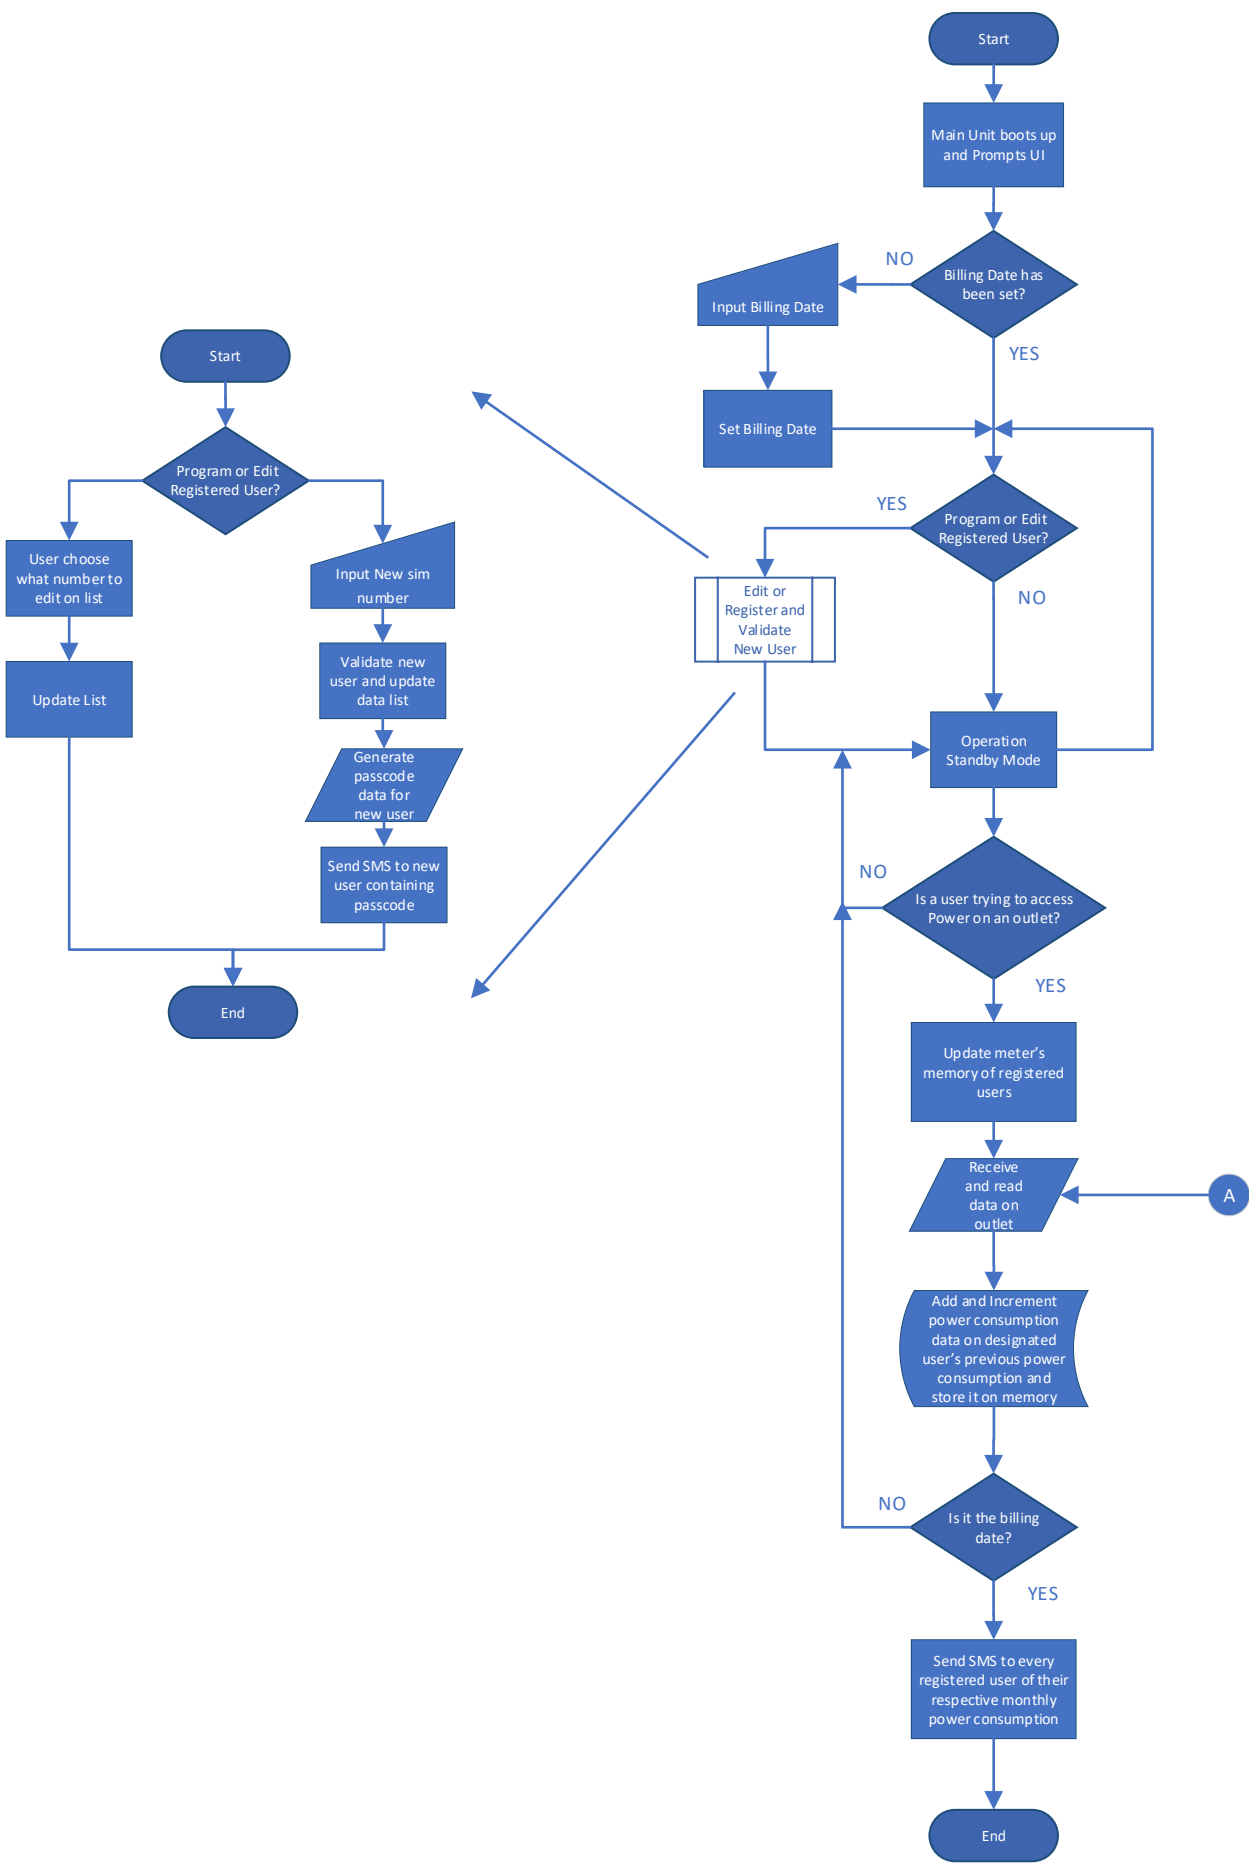 Start
Main Unit boots up
and Prompts UI
Billing Date has
been set?
NO
YES
Input Billing Date
Set Billing Date
Program or Edit
Registered User?
YES
NO
Edit or
Register and
Validate
New User
Operation
Standby Mode
Is a user trying to access
Power on an outlet?
NO
YES
Update meter's
memory of registered
users
Receive
and read
data on
outlet
A
Add and Increment
power consumption
data on designated
user's previous power
consumption and
store it on memory
Is it the billing
date?
NO
YES
Send SMS to every
registered user of their
respective monthly
power consumption
End
Start
Program or Edit
Registered User?
User choose
what number to
edit on list
Update List
Input New sim
number
Validate new
user and update
data list
Generate
passcode
data for
new user
Send SMS to new
user containing
passcode
End